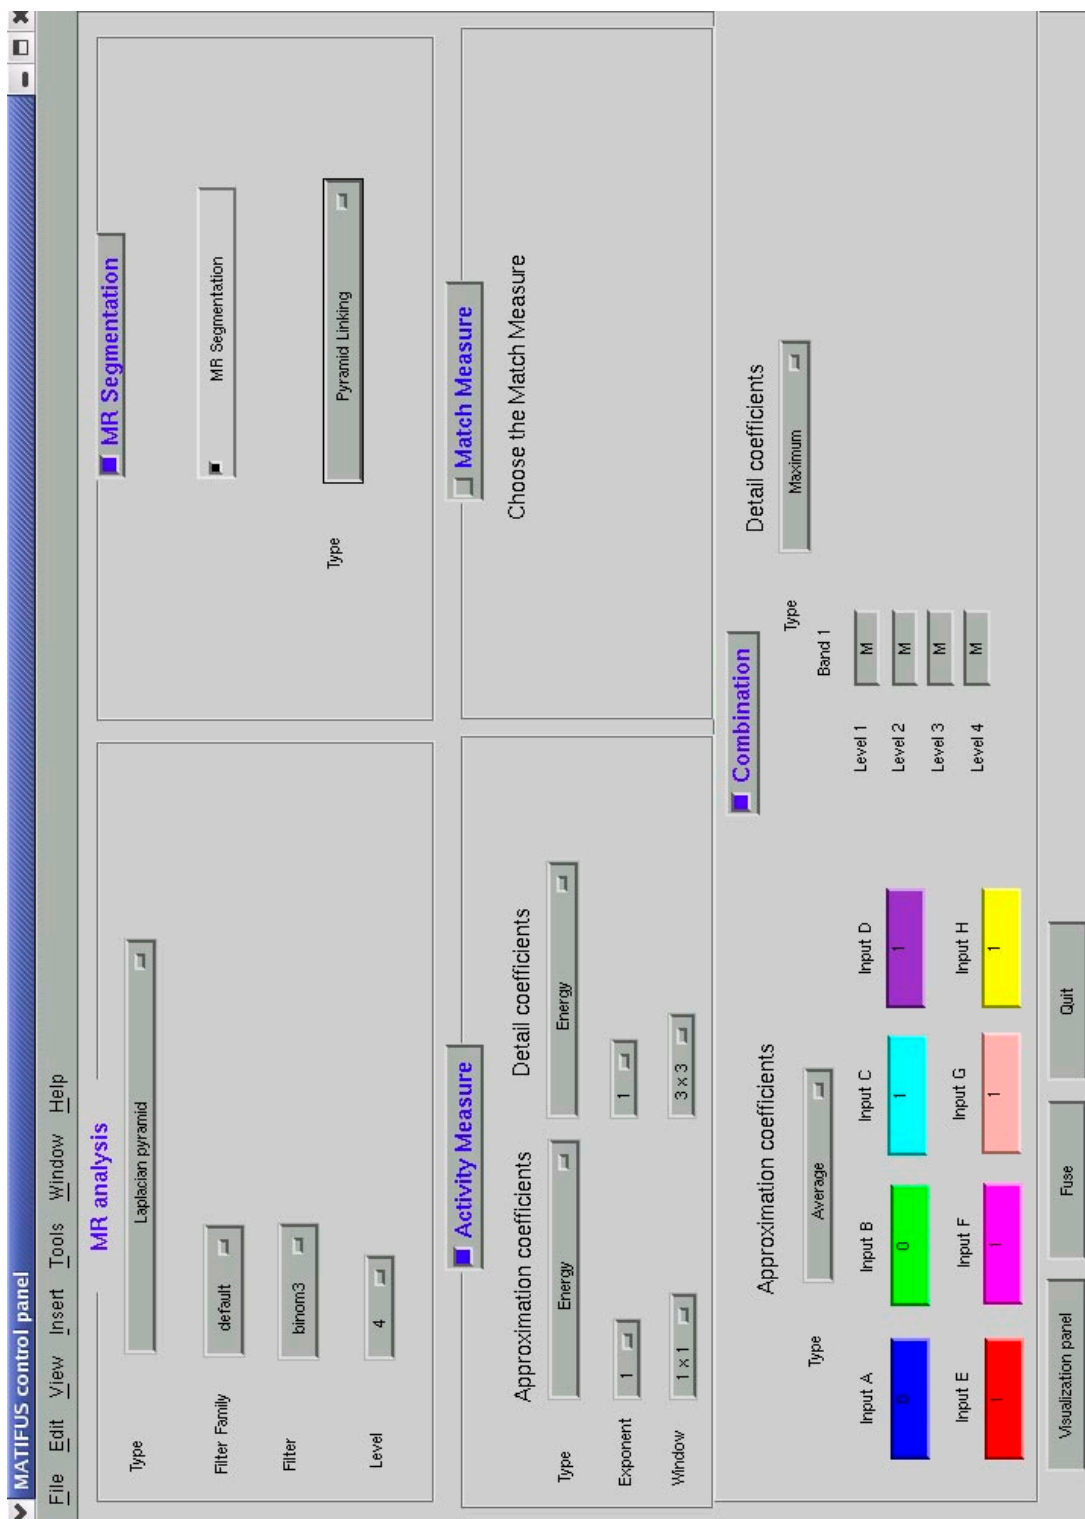 MATIFUS control panel
File Edit View Insert Tools Window Help
MR analysis
Type
Laplacian pyramid
Filter Family
default
Filter
binom3
Level
4
MR Segmentation
MR Segmentation
Type
Pyramid Linking
Activity Measure
Approximation coefficients
Detail coefficients
Type
Energy
Energy
Exponent
1
1
Window
1 x 1
3 x 3
Match Measure
Choose the Match Measure
Combination
Approximation coefficients
Type
Average
Input A
Input B
Input C
Input D
0
0
1
1
Input E
Input F
Input G
Input H
1
1
1
1
Detail coefficients
Type
Maximum
Band 1
Level 1
M
Level 2
M
Level 3
M
Level 4
M
Visualization panel
Fuse
Quit